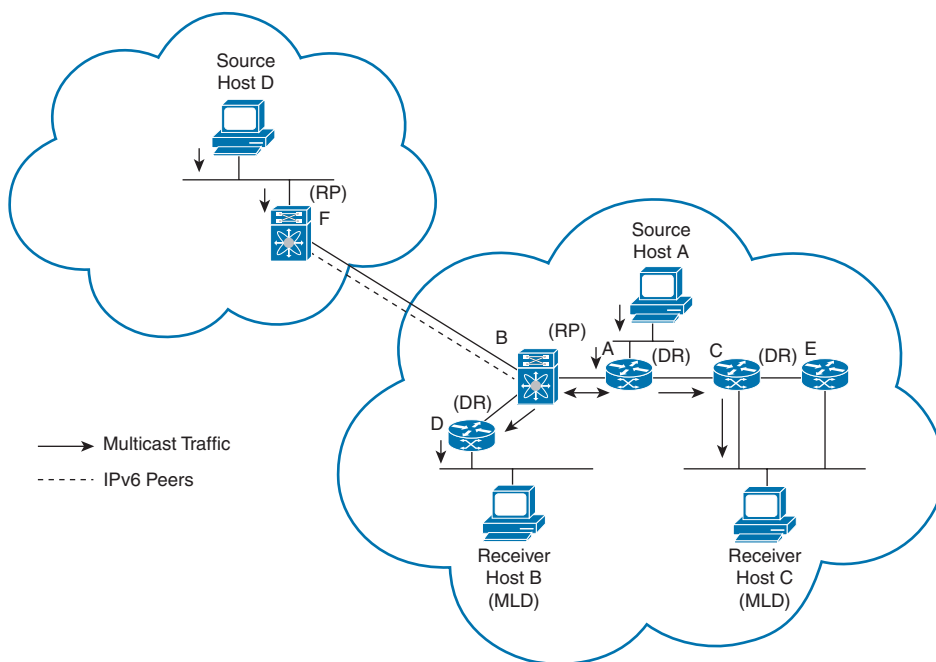 Source
Host D
(RP)
F
Source
Host A
B
(RP)
A
(DR)
C
(DR)
E
(DR)
D
Multicast Traffic
IPv6 Peers
Receiver
Host B
(MLD)
Receiver
Host C
(MLD)